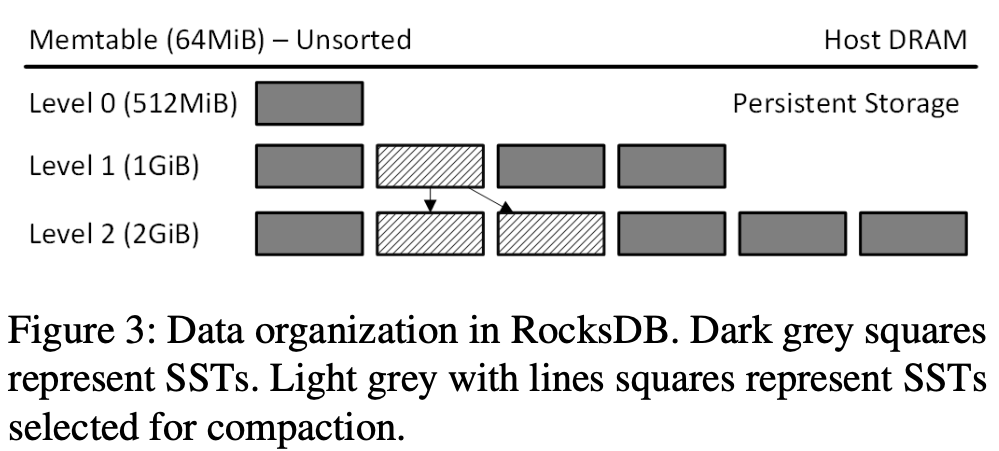 Memtable (64MiB) – Unsorted Host DRAM
Level 0 (512MiB) Persistent Storage
Level 1 (1GiB)
Level 2 (2GiB)
Figure 3: Data organization in RocksDB. Dark grey squares
represent SSTs. Light grey with lines squares represent SSTs
selected for compaction.